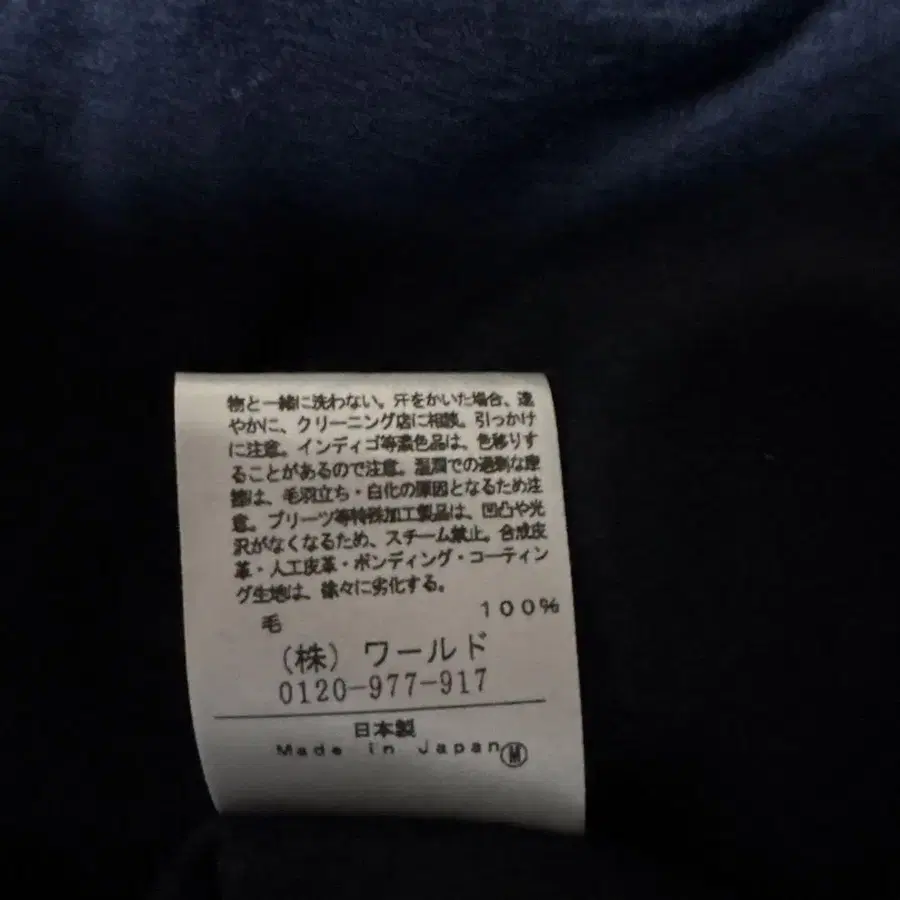 物と一緒に洗わない。汗をかいた場合、速
やかに、クリーニング店に相談。引っかけ
に注意。インディゴ等濃色品は、色移りす
ることがあるので注意。湿潤での過剰な摩
擦は、毛羽立ち・白化の原因となるため注
意。プリーツ等特殊加工製品は、凹凸や光
沢がなくなるため、スチーム禁止。合成皮
革・人工皮革・ボンディング・コーティン
グ生地は、徐々に劣化する。
毛 100%
(株) ワールド
0120-977-917
日本製
Made in Japan Ⓜ